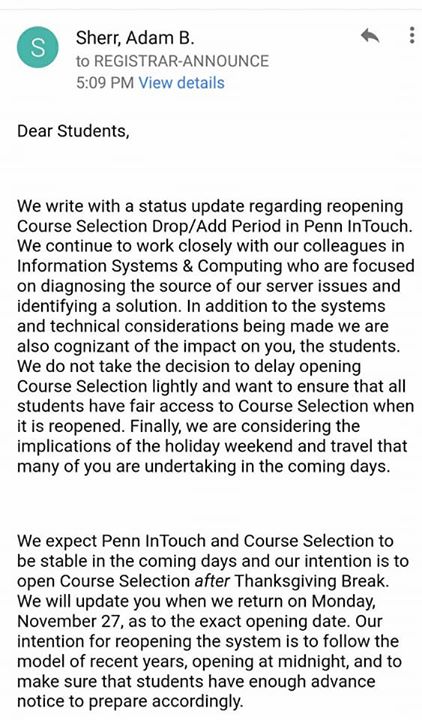 S
Sherr, Adam B.
to REGISTRAR-ANNOUNCE
5:09 PM View details
Dear Students,
We write with a status update regarding reopening
Course Selection Drop/Add Period in Penn InTouch.
We continue to work closely with our colleagues in
Information Systems & Computing who are focused
on diagnosing the source of our server issues and
identifying a solution. In addition to the systems
and technical considerations being made we are
also cognizant of the impact on you, the students.
We do not take the decision to delay opening
Course Selection lightly and want to ensure that all
students have fair access to Course Selection when
it is reopened. Finally, we are considering the
implications of the holiday weekend and travel that
many of you are undertaking in the coming days.
We expect Penn InTouch and Course Selection to
be stable in the coming days and our intention is to
open Course Selection after Thanksgiving Break.
We will update you when we return on Monday,
November 27, as to the exact opening date. Our
intention for reopening the system is to follow the
model of recent years, opening at midnight, and to
make sure that students have enough advance
notice to prepare accordingly.